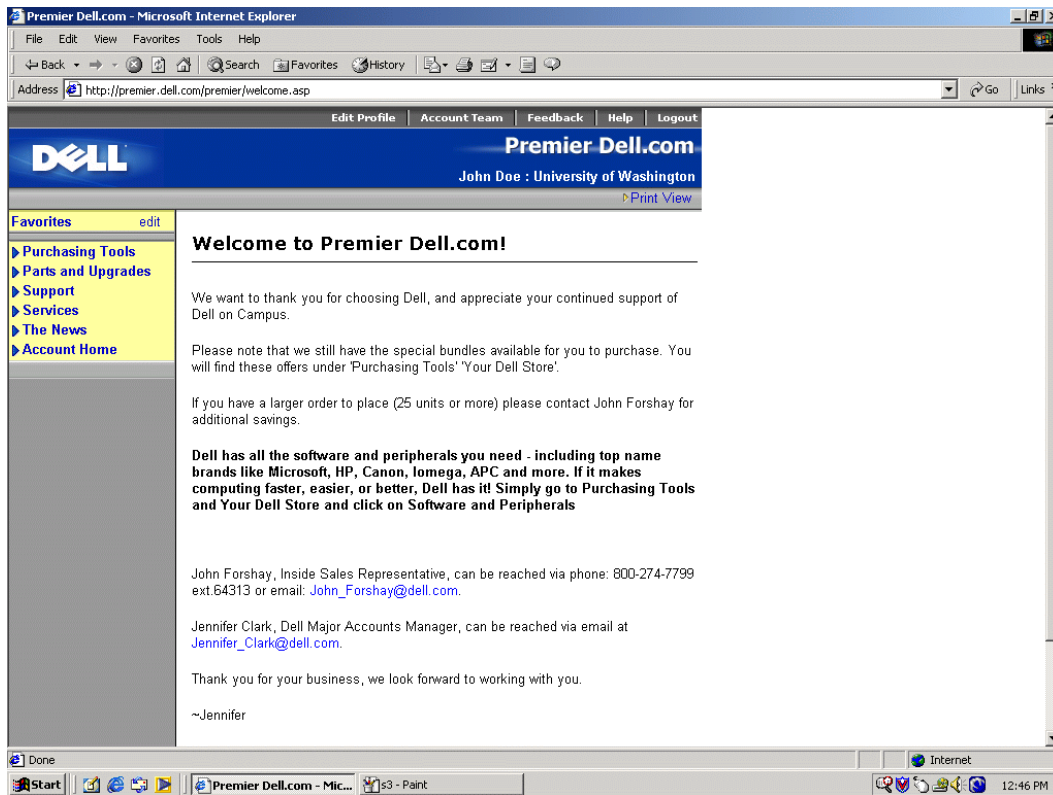 Premier Dell.com - Microsoft Internet Explorer
File Edit View Favorites Tools Help
Back Search Favorites History
Address http://premier.dell.com/premier/welcome.asp Go Links
Edit Profile Account Team Feedback Help Logout
DELL
Premier Dell.com
John Doe : University of Washington
Print View
Favorites edit
Purchasing Tools
Parts and Upgrades
Support
Services
The News
Account Home
Welcome to Premier Dell.com!
We want to thank you for choosing Dell, and appreciate your continued support of
Dell on Campus.
Please note that we still have the special bundles available for you to purchase. You
will find these offers under 'Purchasing Tools' 'Your Dell Store'.
If you have a larger order to place (25 units or more) please contact John Forshay for
additional savings.
Dell has all the software and peripherals you need - including top name
brands like Microsoft, HP, Canon, Iomega, APC and more. If it makes
computing faster, easier, or better, Dell has it! Simply go to Purchasing Tools
and Your Dell Store and click on Software and Peripherals
John Forshay, Inside Sales Representative, can be reached via phone: 800-274-7799
ext.64313 or email: John_Forshay@dell.com.
Jennifer Clark, Dell Major Accounts Manager, can be reached via email at
Jennifer_Clark@dell.com.
Thank you for your business, we look forward to working with you.
~Jennifer
Done Internet
Start Premier Dell.com - Mic... s3 - Paint 12:46 PM